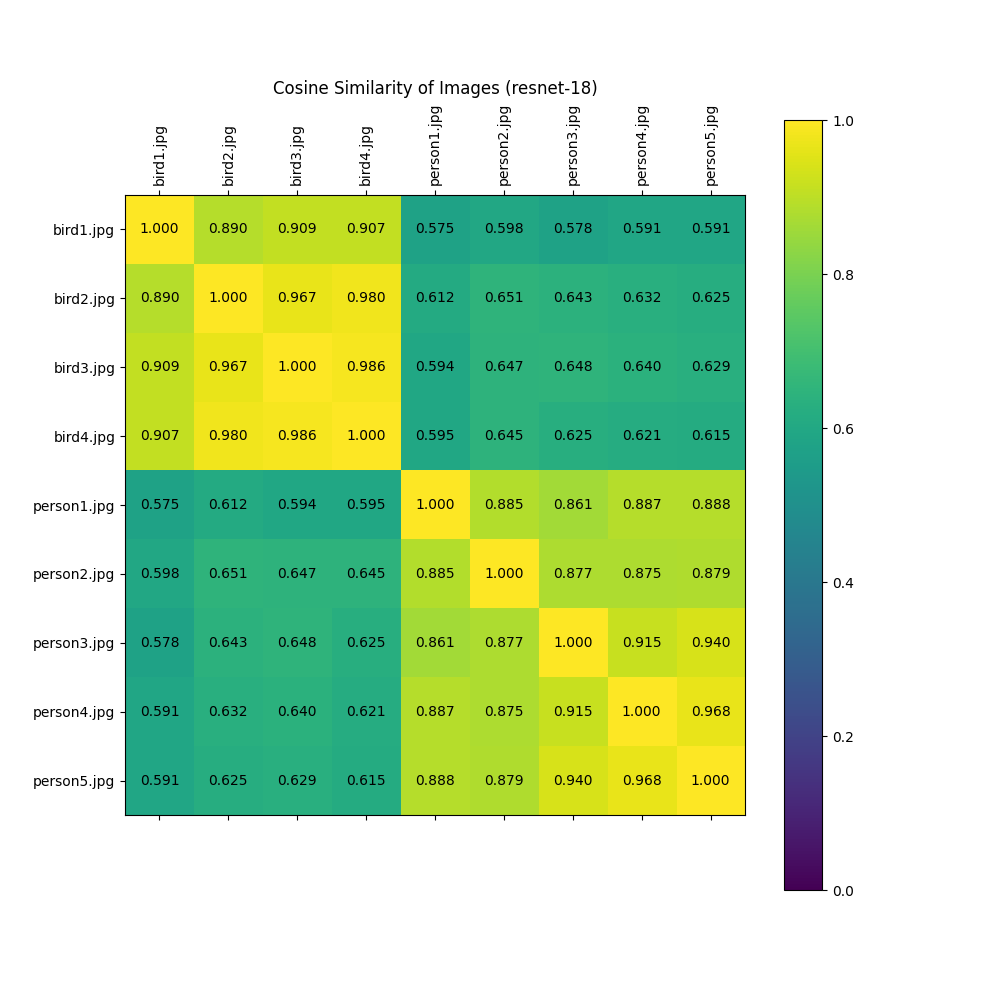 Cosine Similarity of Images (resnet-18)
bird1.jpg bird2.jpg bird3.jpg bird4.jpg person1.jpg person2.jpg person3.jpg person4.jpg person5.jpg
bird1.jpg 1.000 0.890 0.909 0.907 0.575 0.598 0.578 0.591 0.591
bird2.jpg 0.890 1.000 0.967 0.980 0.612 0.651 0.643 0.632 0.625
bird3.jpg 0.909 0.967 1.000 0.986 0.594 0.647 0.648 0.640 0.629
bird4.jpg 0.907 0.980 0.986 1.000 0.595 0.645 0.625 0.621 0.615
person1.jpg 0.575 0.612 0.594 0.595 1.000 0.885 0.861 0.887 0.888
person2.jpg 0.598 0.651 0.647 0.645 0.885 1.000 0.877 0.875 0.879
person3.jpg 0.578 0.643 0.648 0.625 0.861 0.877 1.000 0.915 0.940
person4.jpg 0.591 0.632 0.640 0.621 0.887 0.875 0.915 1.000 0.968
person5.jpg 0.591 0.625 0.629 0.615 0.888 0.879 0.940 0.968 1.000
1.0
0.8
0.6
0.4
0.2
0.0